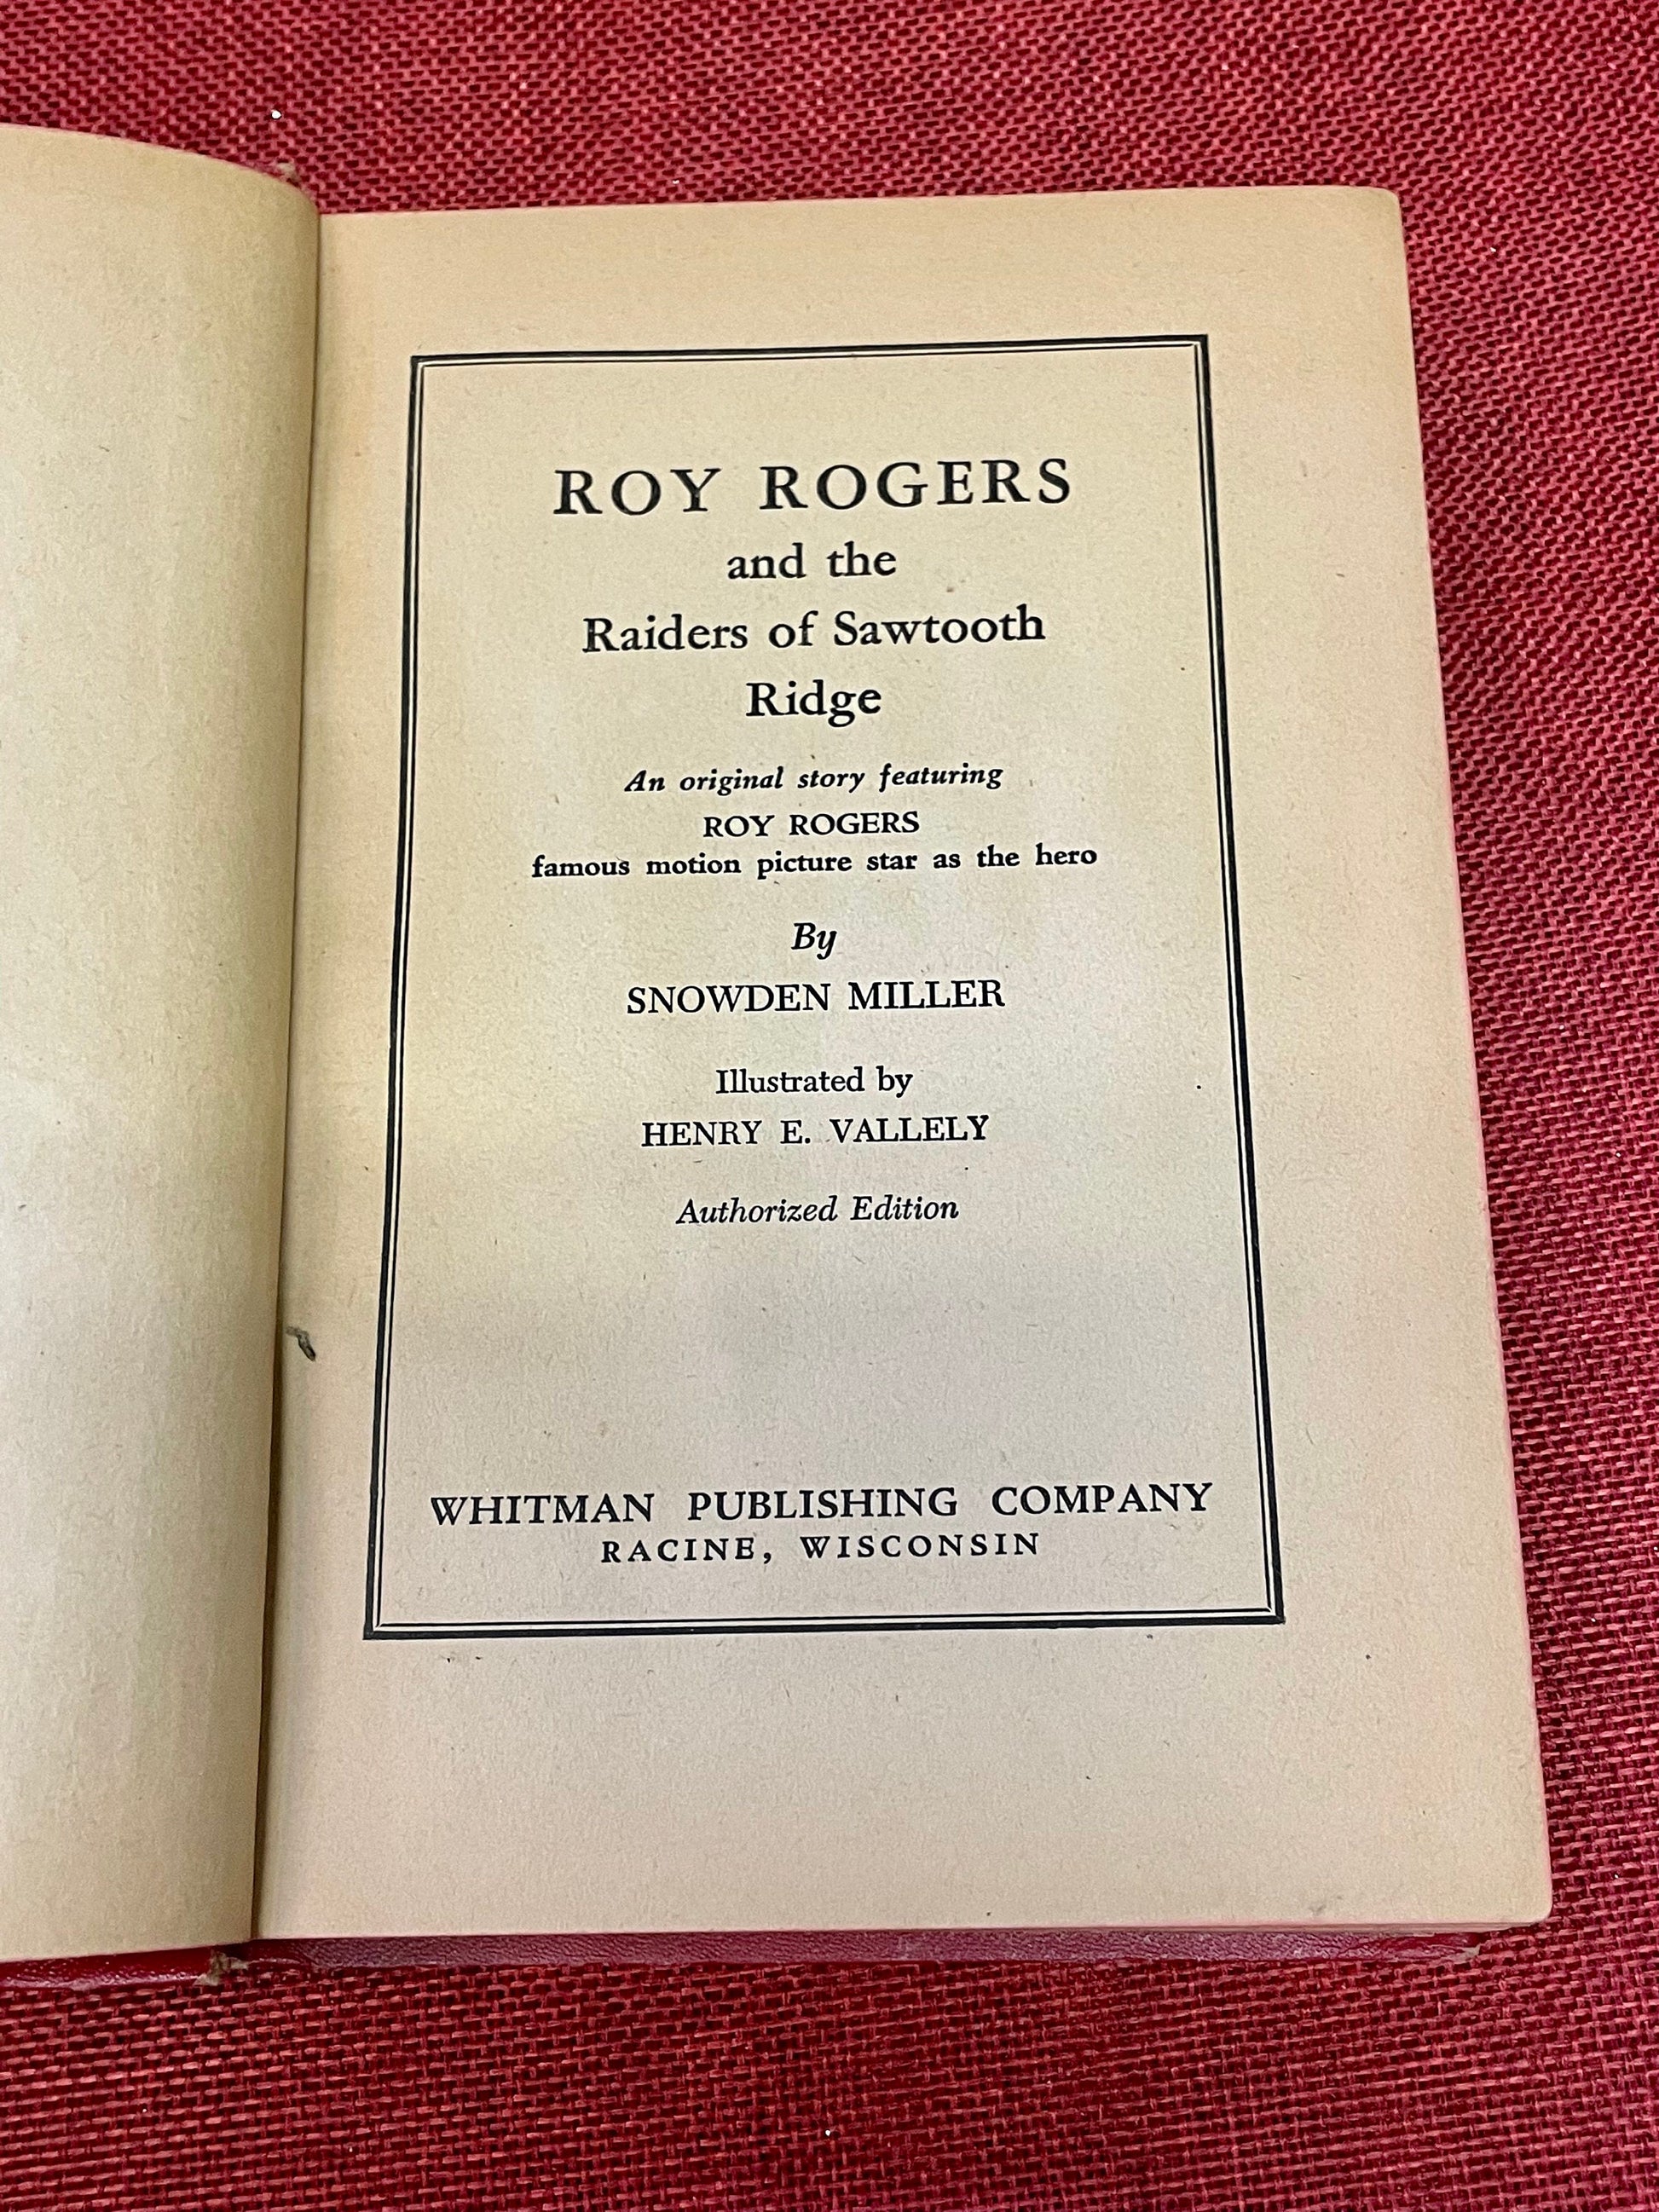 ROY ROGERS
and the
Raiders of Sawtooth
Ridge
An original story featuring
ROY ROGERS
famous motion picture star as the hero
By
SNOWDEN MILLER
Illustrated by
HENRY E. VALLELY
Authorized Edition
WHITMAN PUBLISHING COMPANY
RACINE, WISCONSIN